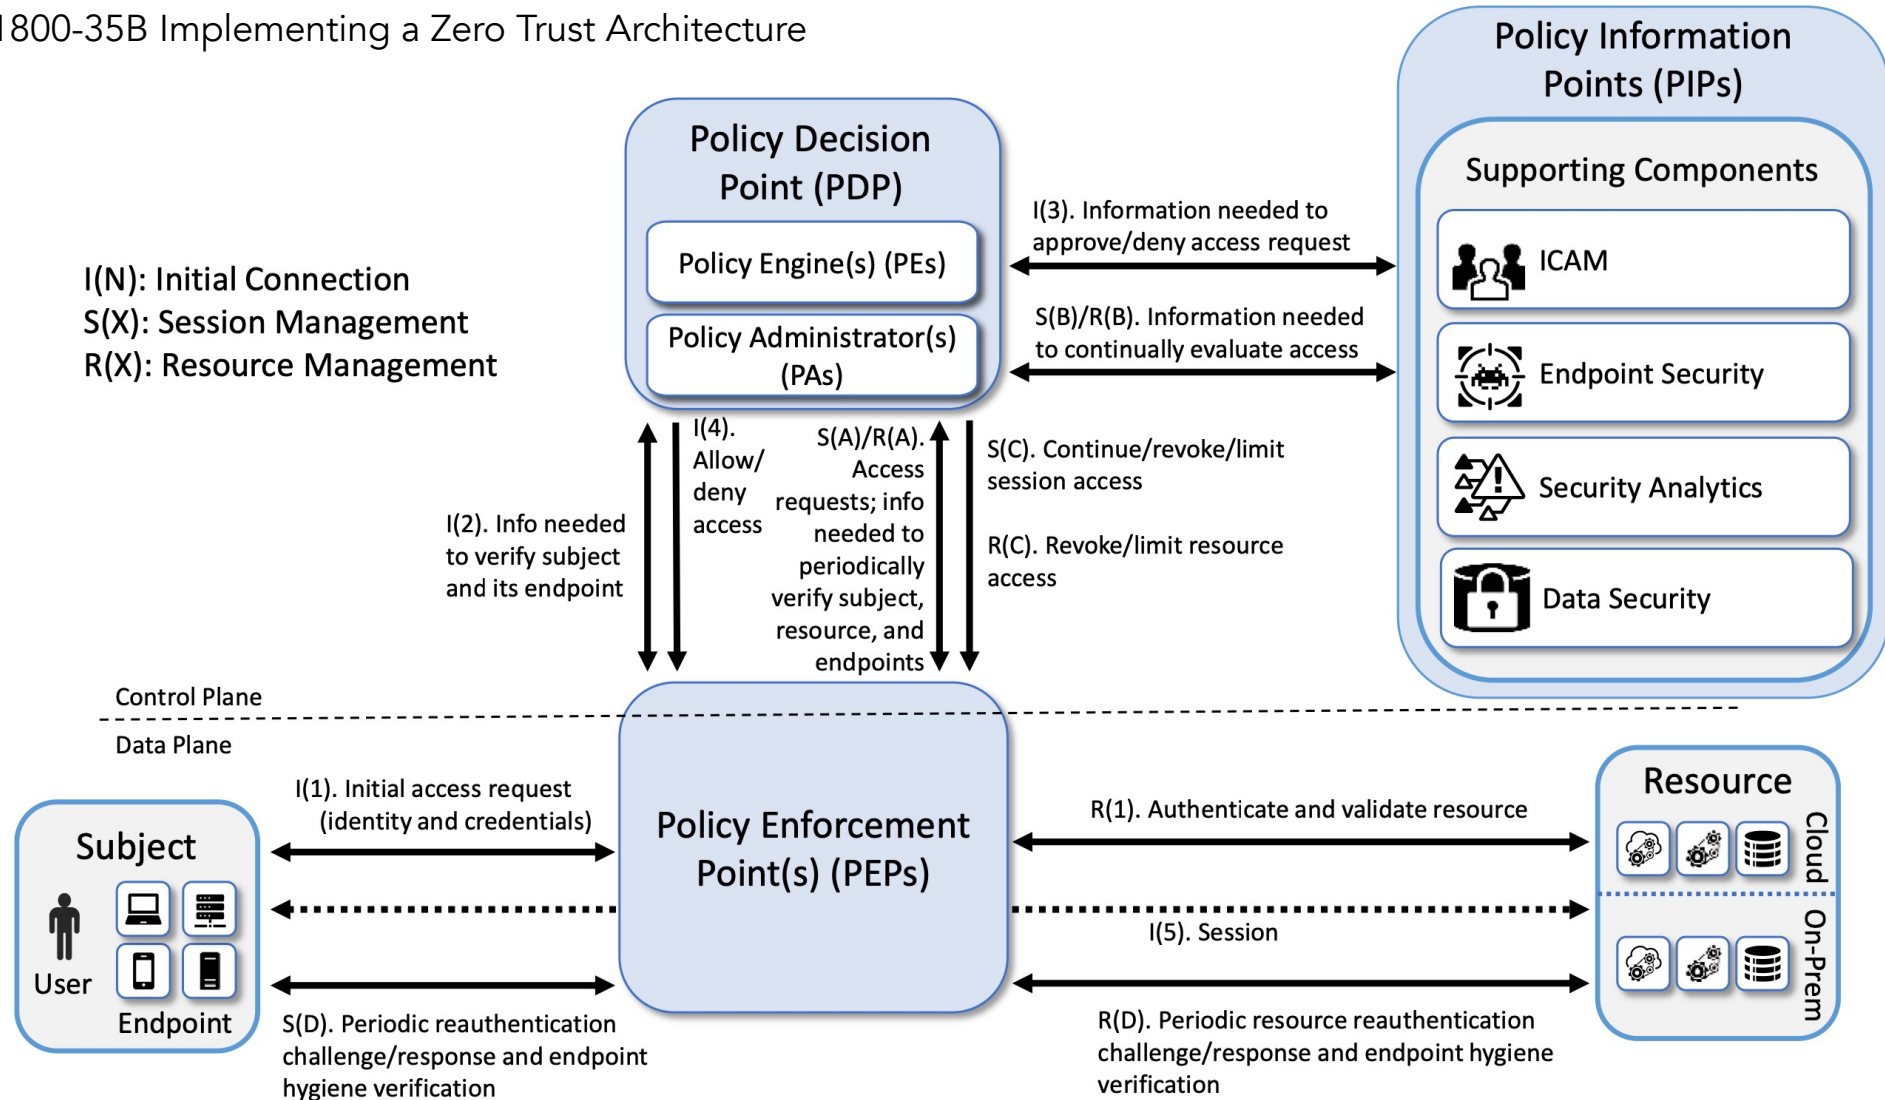 1800-35B Implementing a Zero Trust Architecture
Policy Information
Points (PIPs)
Supporting Components
ICAM
Endpoint Security
Security Analytics
Data Security
Policy Decision
Point (PDP)
Policy Engine(s) (PEs)
Policy Administrator(s)
(PAs)
I(N): Initial Connection
S(X): Session Management
R(X): Resource Management
I(3). Information needed to
approve/deny access request
S(B)/R(B). Information needed
to continually evaluate access
I(2). Info needed
to verify subject
and its endpoint
I(4).
Allow/
deny
access
S(A)/R(A).
Access
requests; info
needed to
periodically
verify subject,
resource, and
endpoints
S(C). Continue/revoke/limit
session access
R(C). Revoke/limit resource
access
Control Plane
Data Plane
Subject
User
Endpoint
I(1). Initial access request
(identity and credentials)
S(D). Periodic reauthentication
challenge/response and endpoint
hygiene verification
Policy Enforcement
Point(s) (PEPs)
R(1). Authenticate and validate resource
I(5). Session
R(D). Periodic resource reauthentication
challenge/response and endpoint hygiene
verification
Resource
Cloud
On-Prem